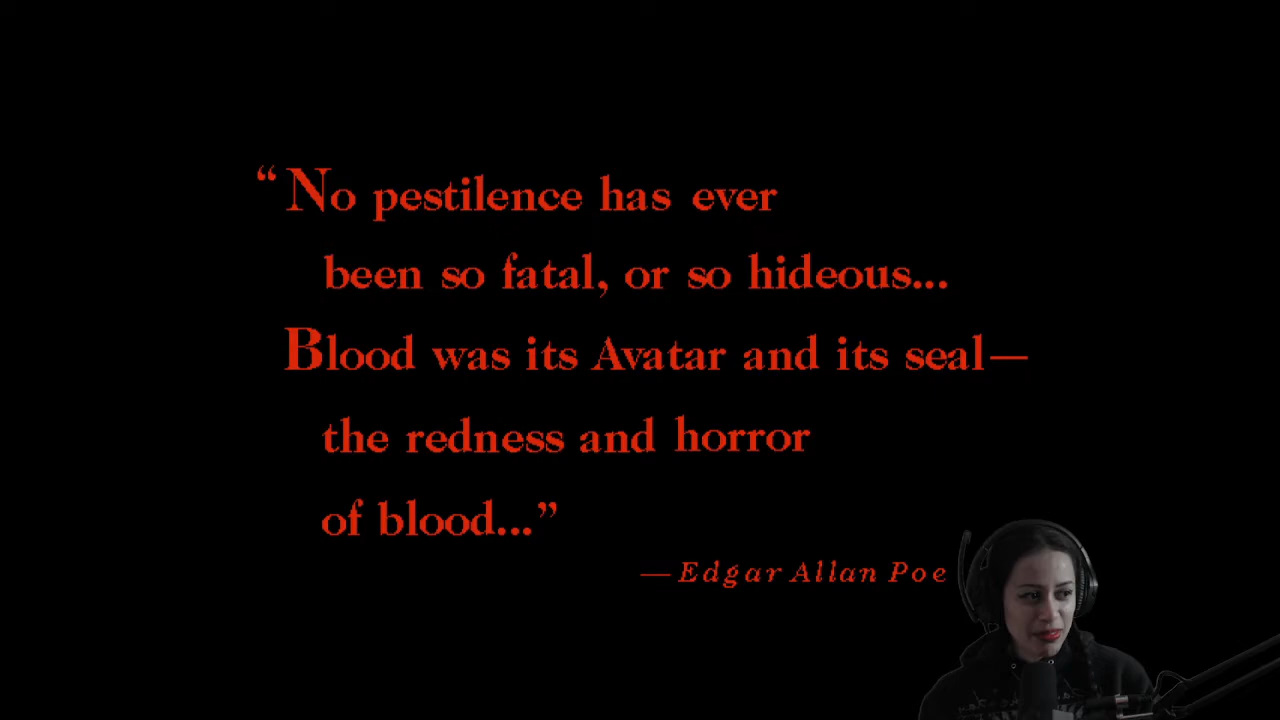 “No pestilence has ever
been so fatal, or so hideous...
Blood was its Avatar and its seal—
the redness and horror
of blood...”
— Edgar Allan Poe